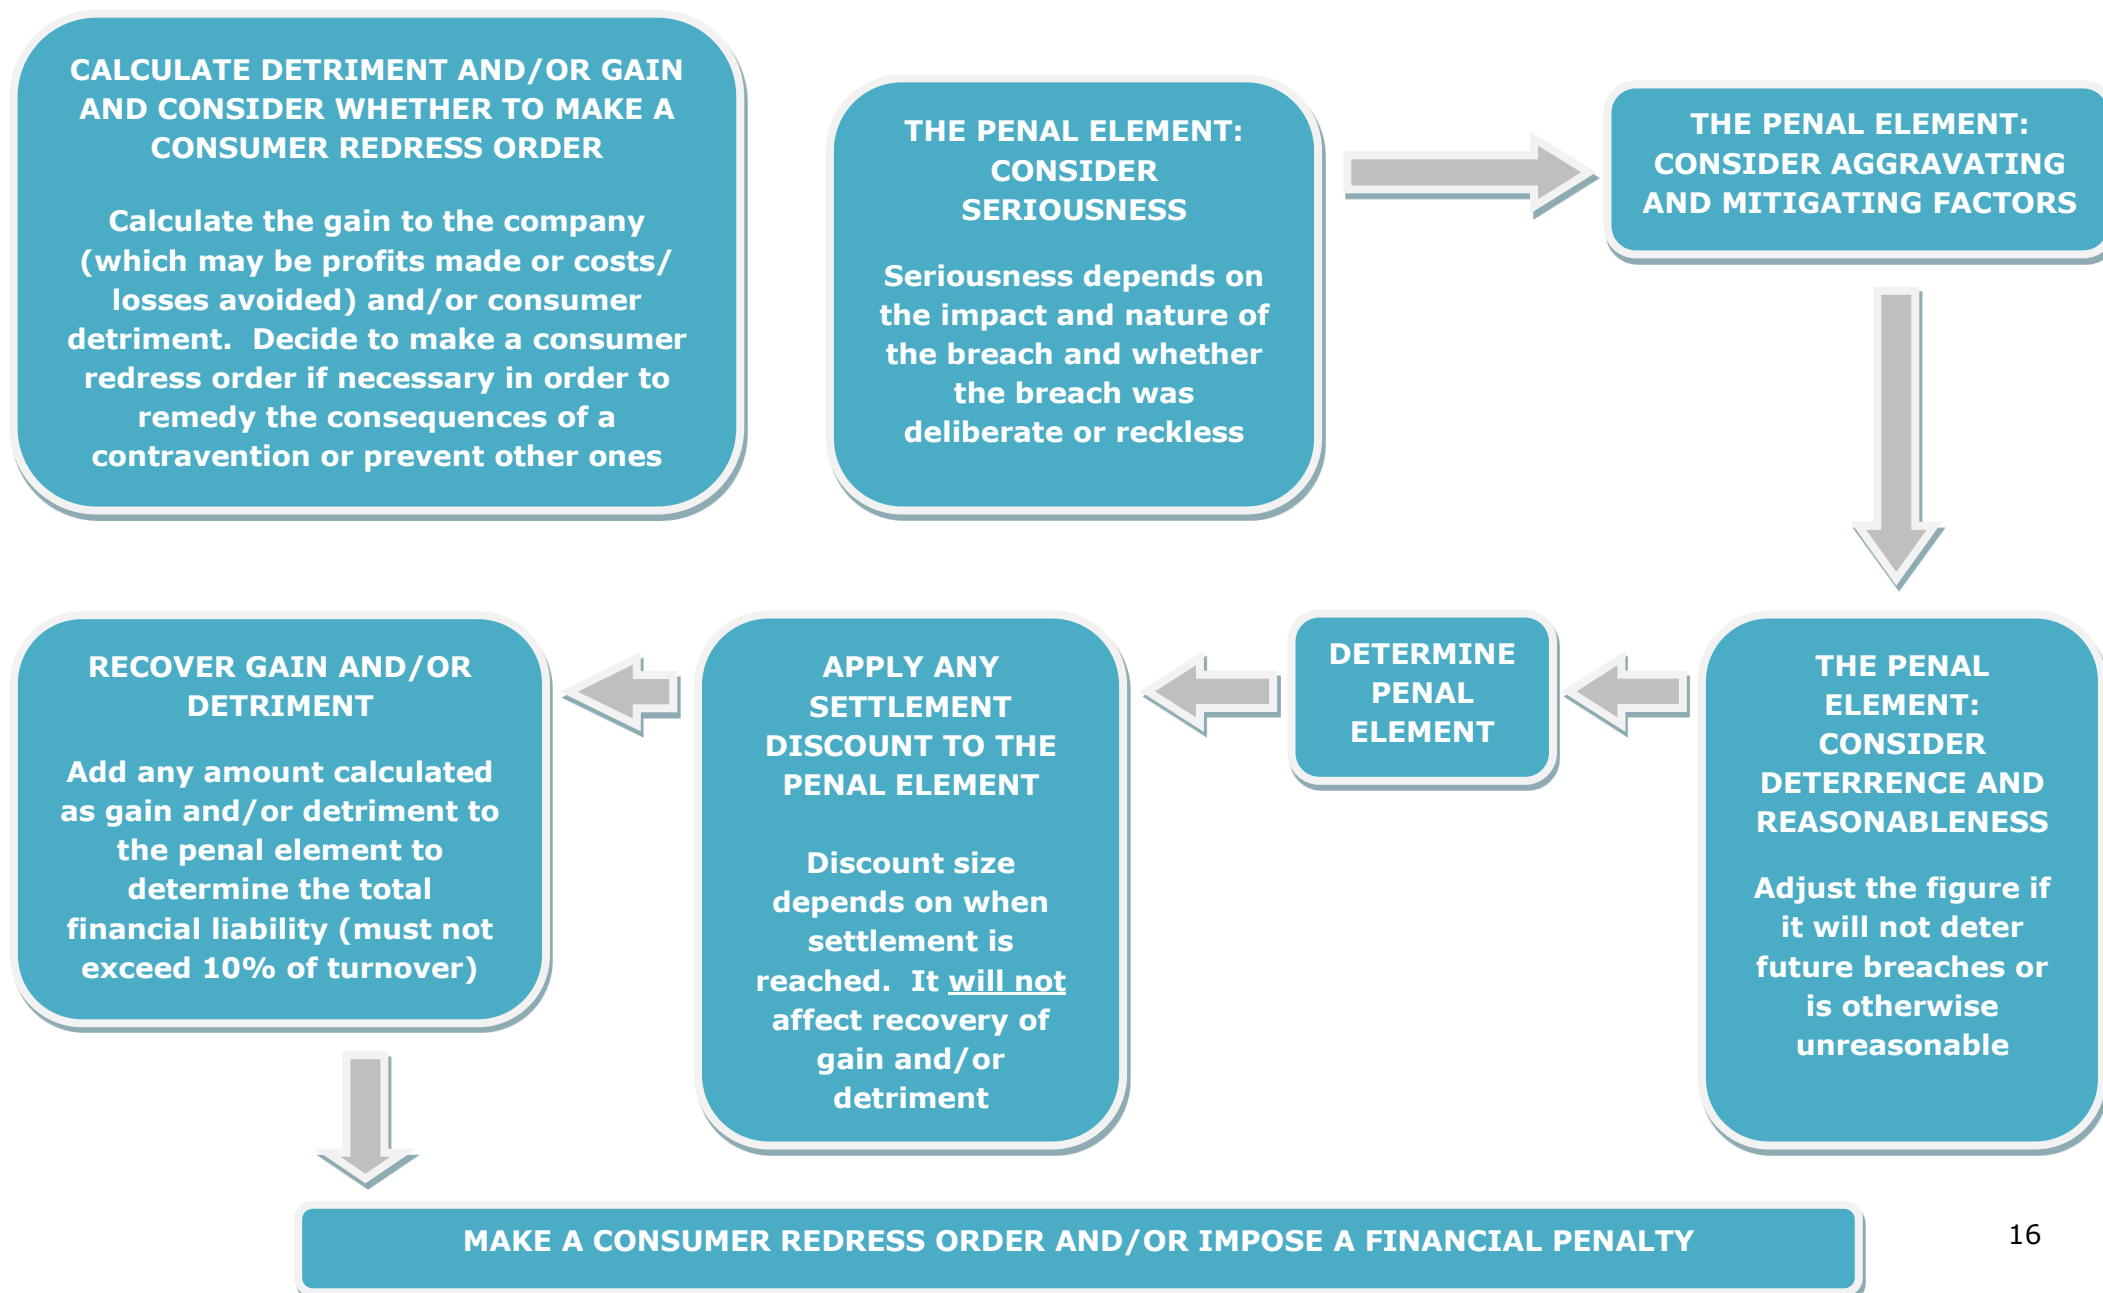 CALCULATE DETRIMENT AND/OR GAIN
AND CONSIDER WHETHER TO MAKE A
CONSUMER REDRESS ORDER
Calculate the gain to the company
(which may be profits made or costs/
losses avoided) and/or consumer
detriment.  Decide to make a consumer
redress order if necessary in order to
remedy the consequences of a
contravention or prevent other ones
THE PENAL ELEMENT:
CONSIDER
SERIOUSNESS
Seriousness depends on
the impact and nature of
the breach and whether
the breach was
deliberate or reckless
THE PENAL ELEMENT:
CONSIDER AGGRAVATING
AND MITIGATING FACTORS
THE PENAL
ELEMENT:
CONSIDER
DETERRENCE AND
REASONABLENESS
Adjust the figure if
it will not deter
future breaches or
is otherwise
unreasonable
DETERMINE
PENAL
ELEMENT
APPLY ANY
SETTLEMENT
DISCOUNT TO THE
PENAL ELEMENT
Discount size
depends on when
settlement is
reached.  It will not
affect recovery of
gain and/or
detriment
RECOVER GAIN AND/OR
DETRIMENT
Add any amount calculated
as gain and/or detriment to
the penal element to
determine the total
financial liability (must not
exceed 10% of turnover)
MAKE A CONSUMER REDRESS ORDER AND/OR IMPOSE A FINANCIAL PENALTY
16